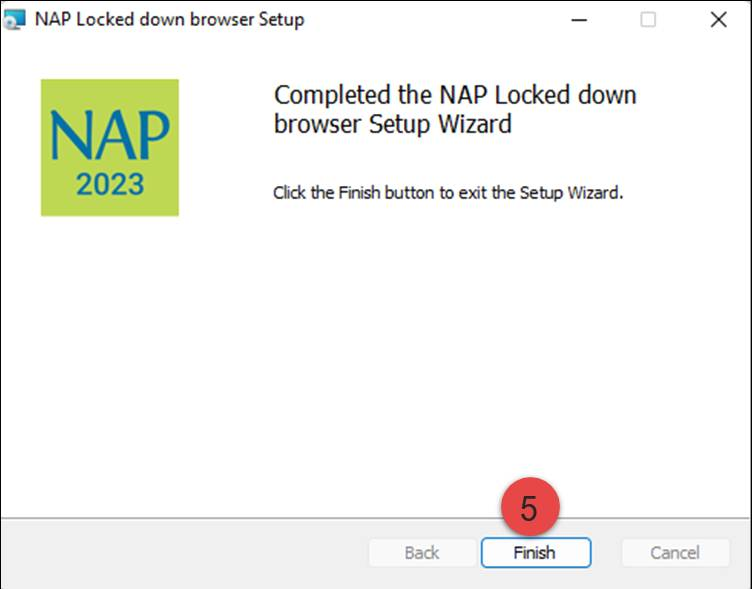 NAP Locked down browser Setup
NAP
2023
Completed the NAP Locked down
browser Setup Wizard
Click the Finish button to exit the Setup Wizard.
5
Back
Finish
Cancel